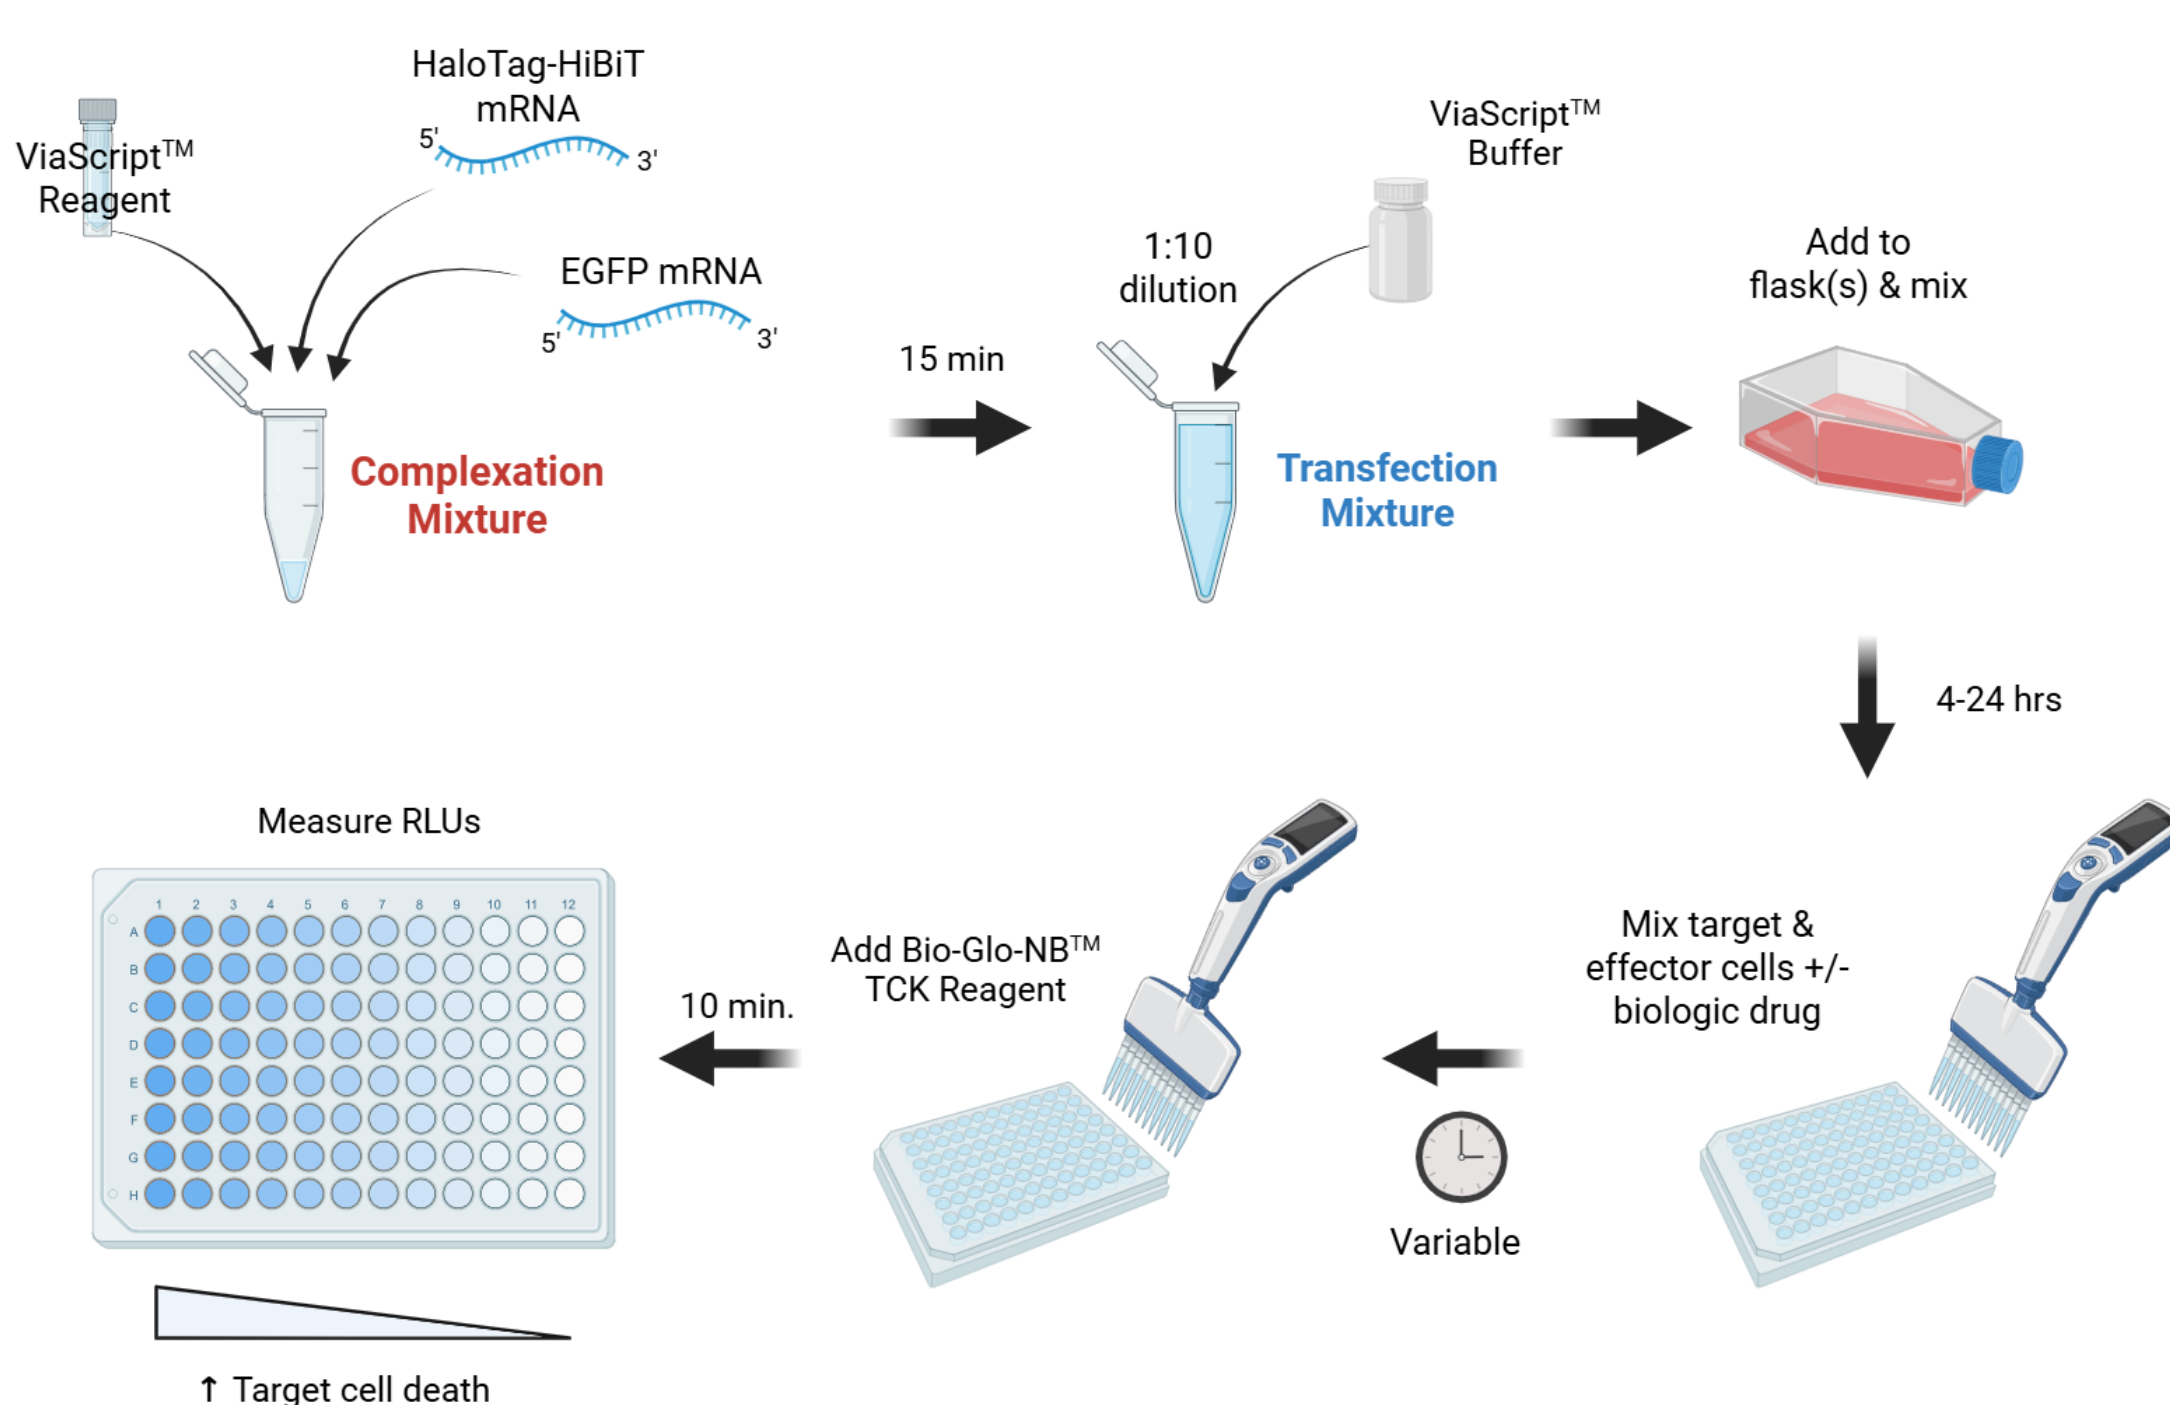 HaloTag-HiBiT
mRNA
5'
3'
ViaScript™
Reagent
EGFP mRNA
5'
3'
Complexation
Mixture
15 min
ViaScript™
Buffer
1:10
dilution
Transfection
Mixture
Add to
flask(s) & mix
4-24 hrs
Mix target &
effector cells +/-
biologic drug
Variable
Add Bio-Glo-NB™
TCK Reagent
10 min.
Measure RLUs
1 2 3 4 5 6 7 8 9 10 11 12
A
B
C
D
E
F
G
H
↑ Target cell death